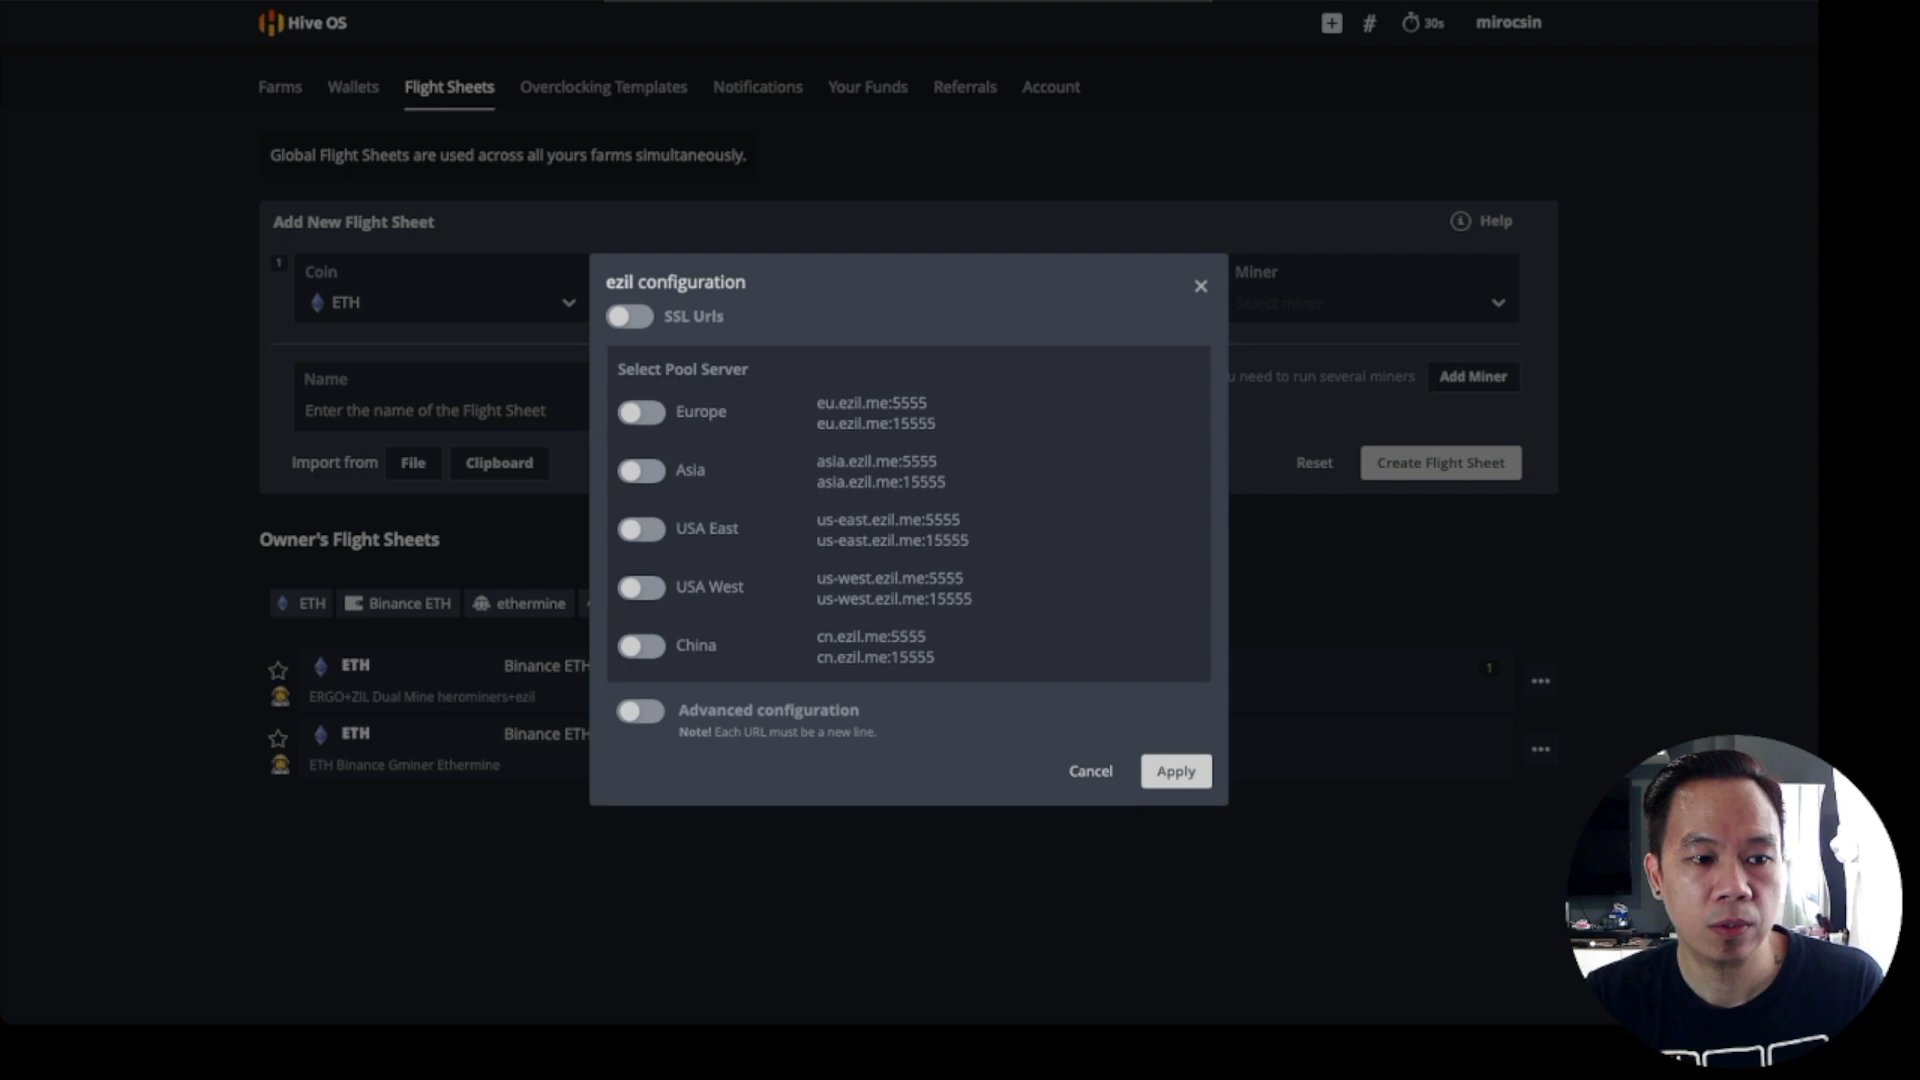 Hive OS
# 30s mirocsin
Farms Wallets Flight Sheets Overclocking Templates Notifications Your Funds Referrals Account
Global Flight Sheets are used across all yours farms simultaneously.
Add New Flight Sheet
Help
1
Coin
ETH
Miner
Select miner
Name
Enter the name of the Flight Sheet
need to run several miners
Add Miner
Import from File Clipboard
Reset
Create Flight Sheet
ezil configuration
SSL Urls
Select Pool Server
Europe
eu.ezil.me:5555
eu.ezil.me:15555
Asia
asia.ezil.me:5555
asia.ezil.me:15555
USA East
us-east.ezil.me:5555
us-east.ezil.me:15555
USA West
us-west.ezil.me:5555
us-west.ezil.me:15555
China
cn.ezil.me:5555
cn.ezil.me:15555
Advanced configuration
Note! Each URL must be a new line.
Cancel
Apply
Owner's Flight Sheets
ETH Binance ETH ethermine
ETH Binance ETH
1
ERGO+ZIL Dual Mine herominers+ezil
ETH Binance ETH
ETH Binance Gminer Ethermine